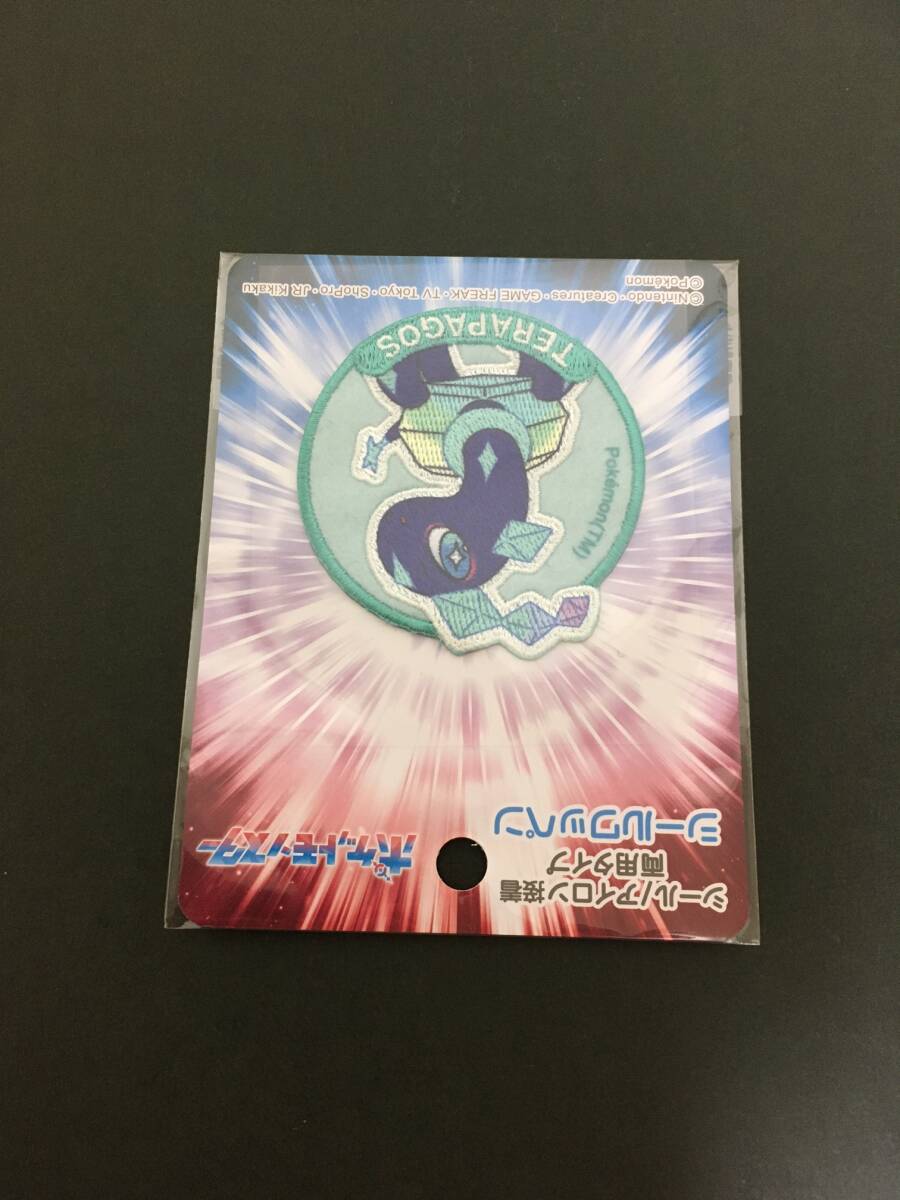 シール/アイロン接着
両用タイプ
シールワッペン
ポケットモンスター
Pokémon(TM)
TERAPAGOS
©Nintendo・Creatures・GAME FREAK・TV Tokyo・ShoPro・JR Kikaku
©Pokémon